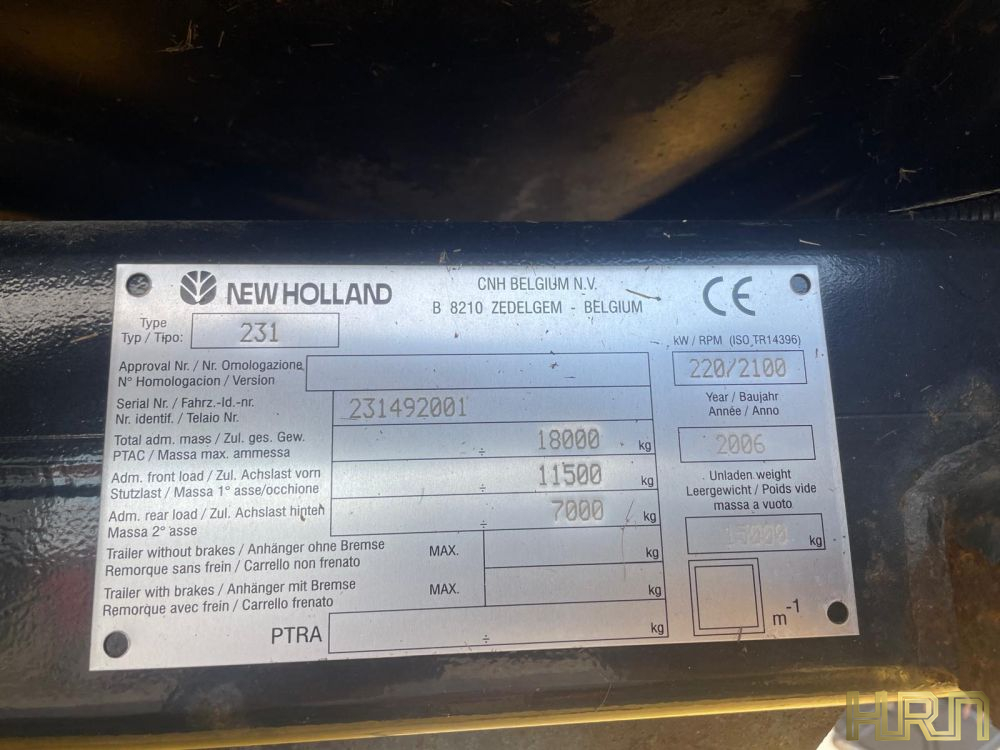 NEW HOLLAND
CNH BELGIUM N.V.
B 8210 ZEDELGEM - BELGIUM
CE
Type
Typ / Tipo:
231
kW / RPM (ISO TR14396)
220/2100
Approval Nr / Nr. Omologazione
N° Homologacion / Version
Year / Baujahr
Année / Anno
2006
Serial Nr. / Fahrz.-Id.-nr.
Nr. identif. / Telaio Nr.
231492001
Total adm. mass / Zul. ges. Gew.
PTAC / Massa max. ammessa
÷ 18000 kg
Adm. front load / Zul. Achslast vorn
Stutzlast / Massa 1° asse/occhione
÷ 11500 kg
Unladen weight
Leergewicht / Poids vide
massa a vuoto
kg
Adm. rear load / Zul. Achslast hinten
Massa 2° asse
÷ 7000 kg
Trailer without brakes / Anhänger ohne Bremse
Remorque sans frein / Carrello non frenato
MAX.
kg
Trailer with brakes / Anhänger mit Bremse
Remorque avec frein / Carrello frenato
MAX.
kg
PTRA
÷ kg
m-1
HRN